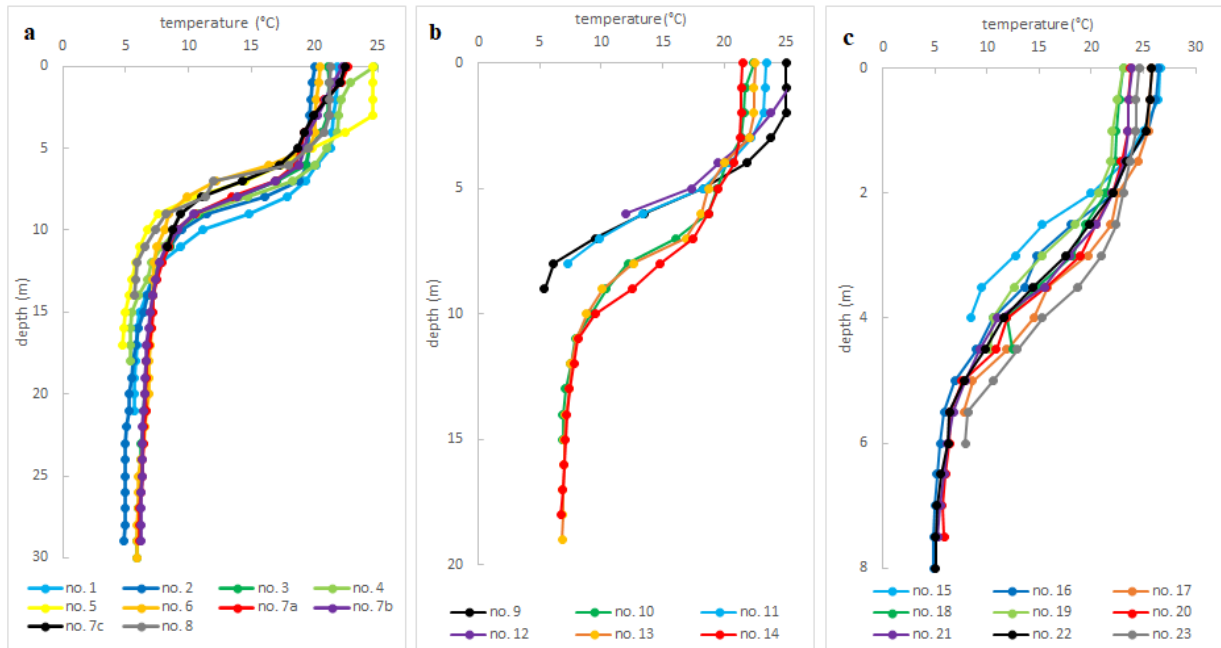 a
temperature (°C)
0 5 10 15 20 25
0
5
10
15
20
25
30
depth (m)
no. 1 no. 2 no. 3 no. 4
no. 5 no. 6 no. 7a no. 7b
no. 7c no. 8
b
temperature (°C)
0 5 10 15 20 25
0
5
10
15
20
depth (m)
no. 9 no. 10 no. 11
no. 12 no. 13 no. 14
c
temperature (°C)
0 5 10 15 20 25 30
0
2
4
6
8
depth (m)
no. 15 no. 16 no. 17
no. 18 no. 19 no. 20
no. 21 no. 22 no. 23